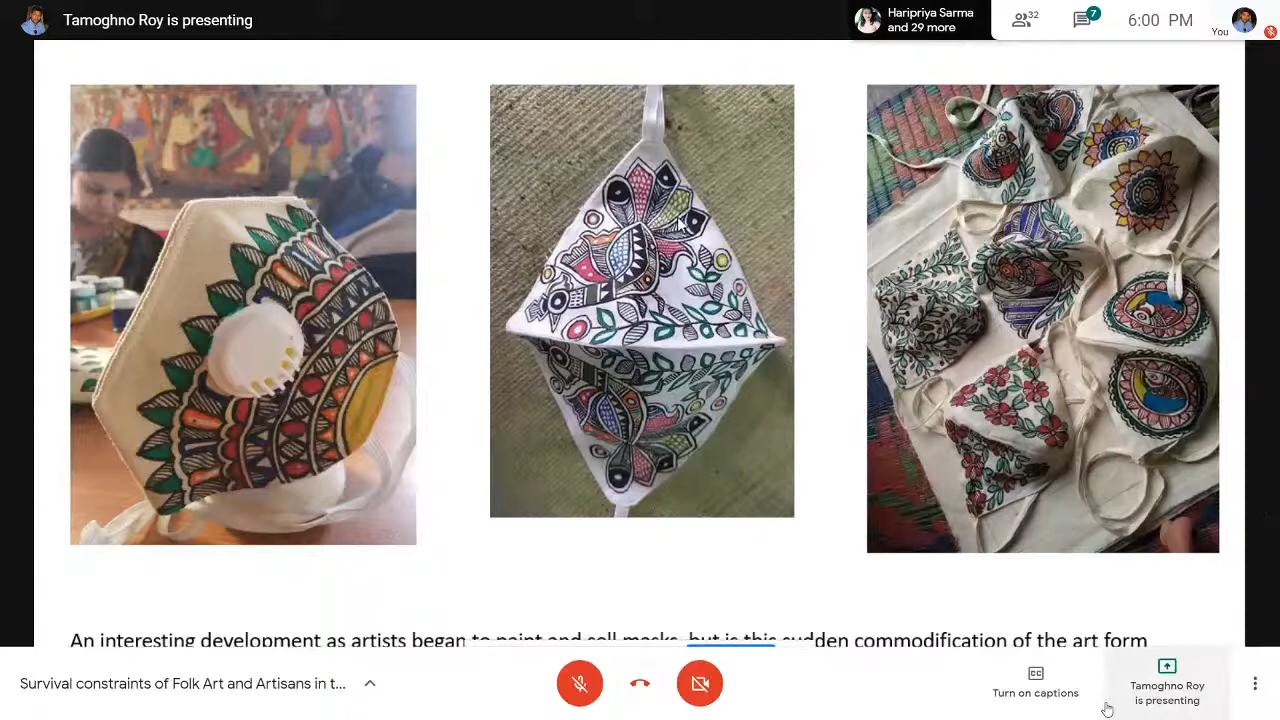 Tamoghno Roy is presenting
Haripriya Sarma
and 29 more
32
7
6:00 PM
You
An interesting development as artists began to paint and sell masks, but is this sudden commodification of the art form
Survival constraints of Folk Art and Artisans in t...
CC
Turn on captions
Tamoghno Roy
is presenting